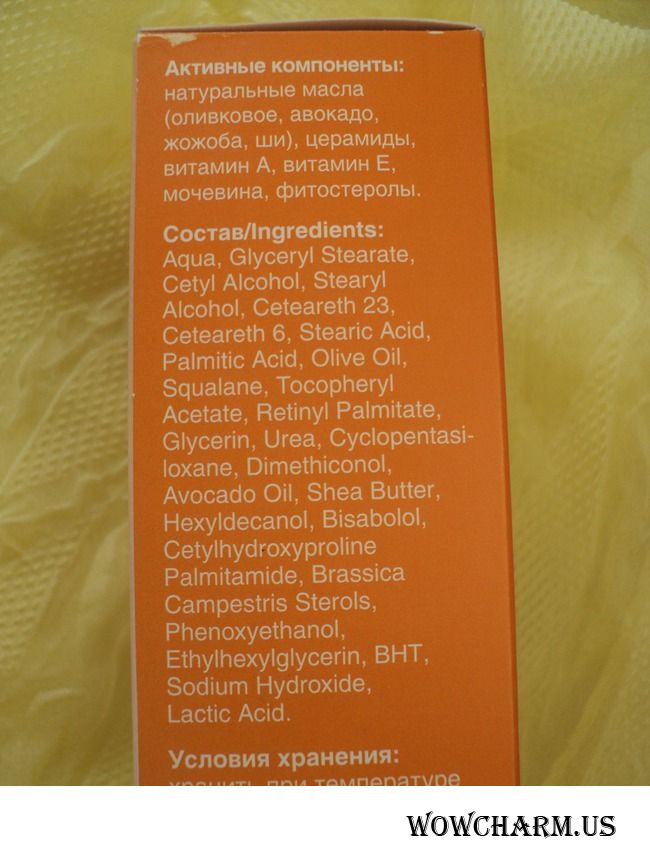 Активные компоненты:
натуральные масла
(оливковое, авокадо,
жожоба, ши), церамиды,
витамин А, витамин Е,
мочевина, фитостеролы.
Состав/Ingredients:
Aqua, Glyceryl Stearate,
Cetyl Alcohol, Stearyl
Alcohol, Ceteareth 23,
Ceteareth 6, Stearic Acid,
Palmitic Acid, Olive Oil,
Squalane, Tocopheryl
Acetate, Retinyl Palmitate,
Glycerin, Urea, Cyclopentasi-
loxane, Dimethiconol,
Avocado Oil, Shea Butter,
Hexyldecanol, Bisabolol,
Cetylhydroxyproline
Palmitamide, Brassica
Campestris Sterols,
Phenoxyethanol,
Ethylhexylglycerin, BHT,
Sodium Hydroxide,
Lactic Acid.
Условия хранения:
хранить при температуре
WOWCHARM.US